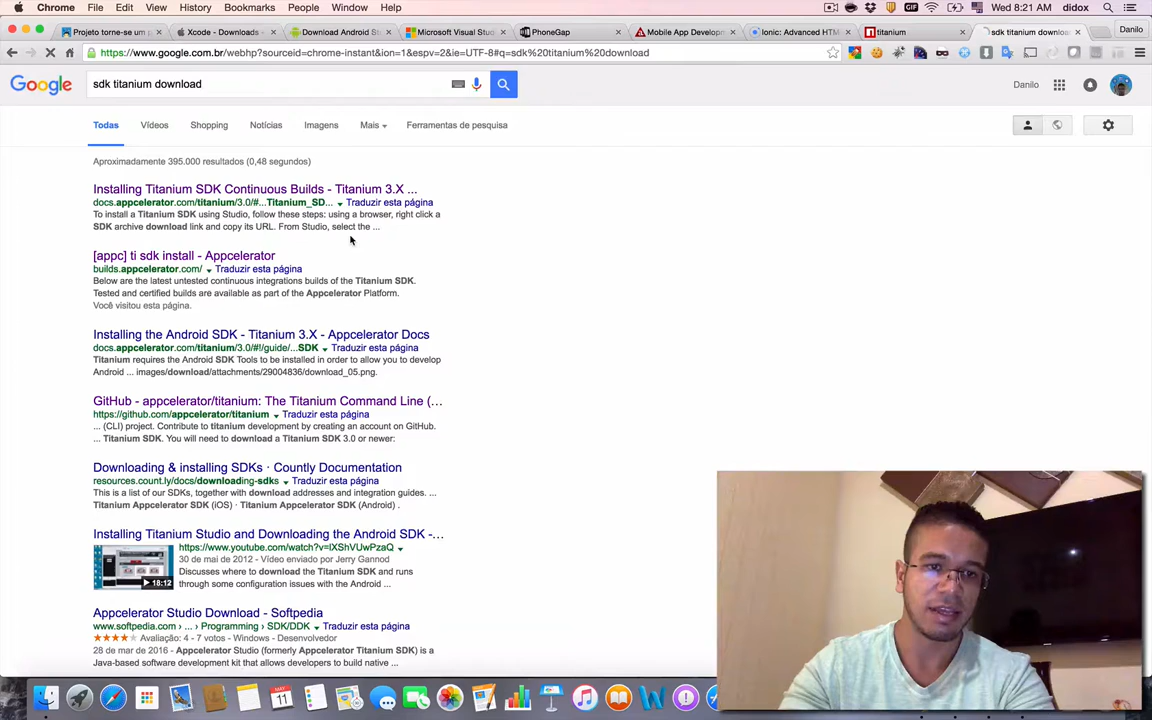 Chrome File Edit View History Bookmarks People Window Help
GIF Wed 8:21 AM didox
Projeto torne-se um p
Xcode - Downloads -
Download Android St
Microsoft Visual Stu
PhoneGap
Mobile App Develop
Ionic: Advanced HTM
titanium
sdk titanium downloa
Danilo
https://www.google.com.br/webhp?sourceid=chrome-instant&ion=1&espv=2&ie=UTF-8#q=sdk%20titanium%20download
Google
sdk titanium download
Danilo
Todas Vídeos Shopping Notícias Imagens Mais Ferramentas de pesquisa
Aproximadamente 395.000 resultados (0,48 segundos)
Installing Titanium SDK Continuous Builds - Titanium 3.X ...
docs.appcelerator.com/titanium/3.0/#...Titanium_SD... Traduzir esta página
To install a Titanium SDK using Studio, follow these steps: using a browser, right click a
SDK archive download link and copy its URL. From Studio, select the ...
[appc] ti sdk install - Appcelerator
builds.appcelerator.com/ Traduzir esta página
Below are the latest untested continuous integrations builds of the Titanium SDK.
Tested and certified builds are available as part of the Appcelerator Platform.
Você visitou esta página.
Installing the Android SDK - Titanium 3.X - Appcelerator Docs
docs.appcelerator.com/titanium/3.0/#!/guide/...SDK Traduzir esta página
Titanium requires the Android SDK Tools to be installed in order to allow you to develop
Android ... images/download/attachments/29004836/download_05.png.
GitHub - appcelerator/titanium: The Titanium Command Line (...
https://github.com/appcelerator/titanium Traduzir esta página
... (CLI) project. Contribute to titanium development by creating an account on GitHub.
... Titanium SDK. You will need to download a Titanium SDK 3.0 or newer:
Downloading & installing SDKs · Countly Documentation
resources.count.ly/docs/downloading-sdks Traduzir esta página
This is a list of our SDKs, together with download addresses and integration guides. ...
Titanium Appcelerator SDK (iOS) · Titanium Appcelerator SDK (Android) .
Installing Titanium Studio and Downloading the Android SDK -...
https://www.youtube.com/watch?v=IXShVUwPzaQ
30 de mai de 2012 - Vídeo enviado por Jerry Gannod
Discusses where to download the Titanium SDK and runs
through some configuration issues with the Android ...
18:12
Appcelerator Studio Download - Softpedia
www.softpedia.com › ... › Programming › SDK/DDK Traduzir esta página
Avaliação: 4 - 7 votos - Windows - Desenvolvedor
28 de mar de 2016 - Appcelerator Studio (formerly Appcelerator Titanium SDK) is a
Java-based software development kit that allows developers to build native ...